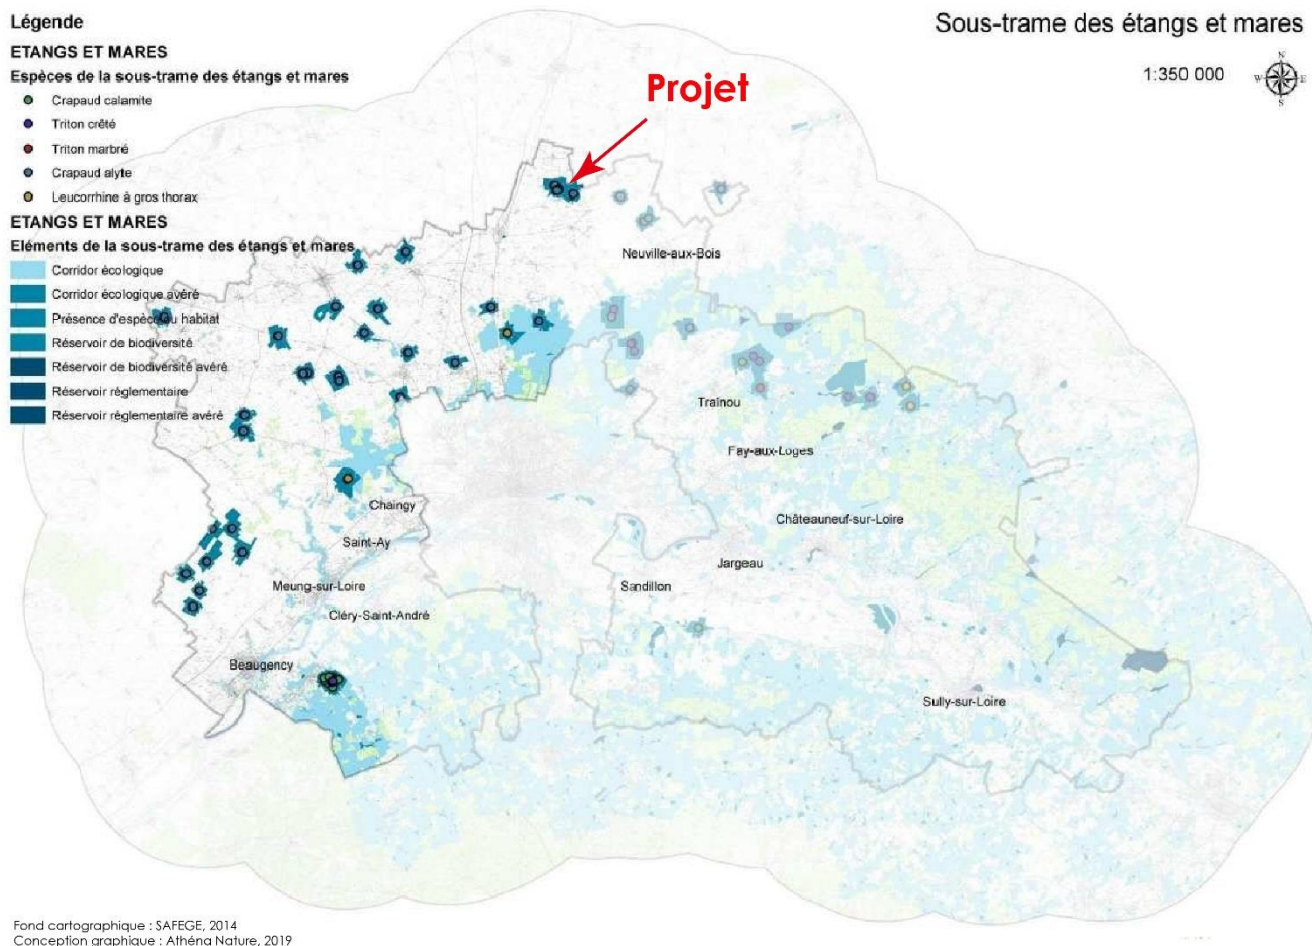 Légende
ETANGS ET MARES
Espèces de la sous-trame des étangs et mares
Crapaud calamite
Triton crêté
Triton marbré
Crapaud alyte
Leucorrhine à gros thorax
ETANGS ET MARES
Eléments de la sous-trame des étangs et mares
Corridor écologique
Corridor écologique avéré
Présence d'espèce ou habitat
Réservoir de biodiversité
Réservoir de biodiversité avéré
Réservoir réglementaire
Réservoir réglementaire avéré
Sous-trame des étangs et mares
1:350 000
N
W
E
S
Projet
Neuville-aux-Bois
Traînou
Fay-aux-Loges
Chaingy
Châteauneuf-sur-Loire
Saint-Ay
Jargeau
Meung-sur-Loire
Sandillon
Cléry-Saint-André
Beaugency
Sully-sur-Loire
Fond cartographique : SAFEGE, 2014
Conception graphique : Athéna Nature, 2019